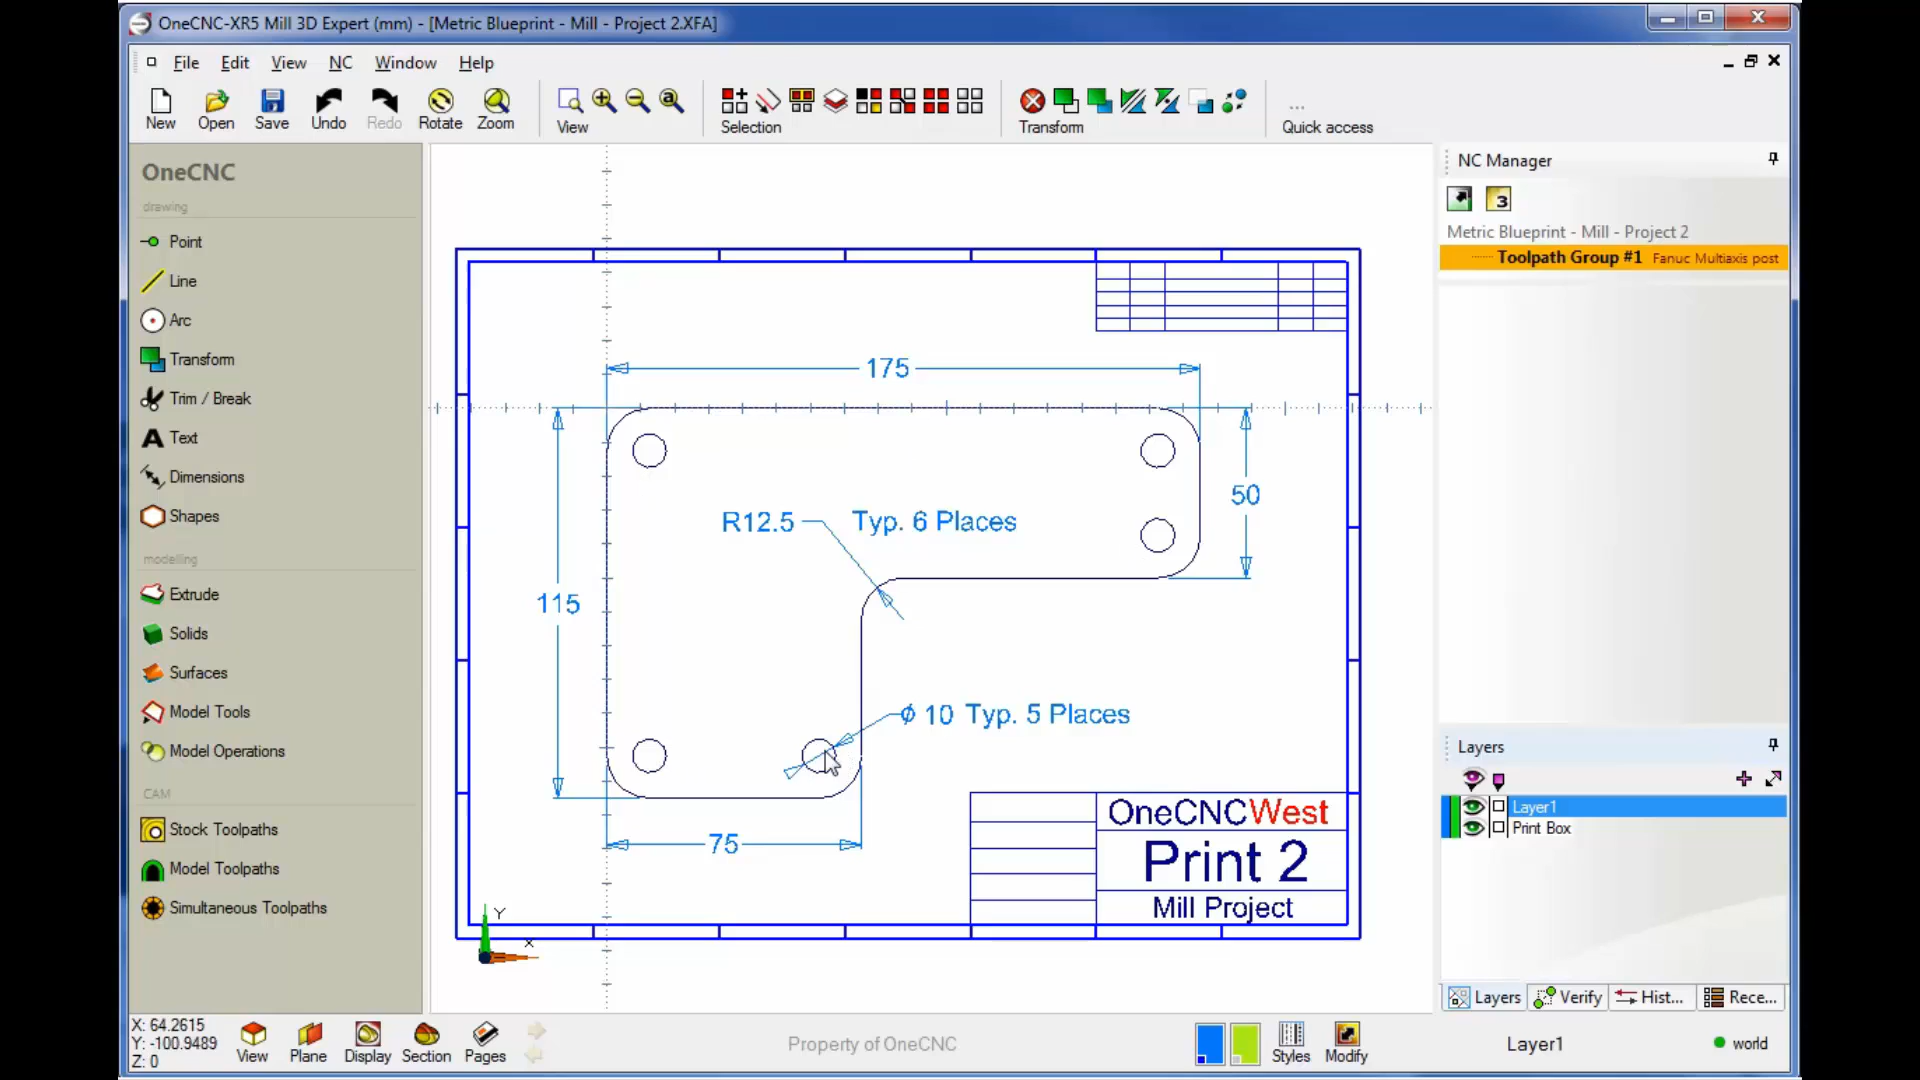 OneCNC-XR5 Mill 3D Expert (mm) - [Metric Blueprint - Mill - Project 2.XFA]
File Edit View NC Window Help
New Open Save Undo Redo Rotate Zoom View Selection Transform ... Quick access
OneCNC
drawing
Point
Line
Arc
Transform
Trim / Break
Text
Dimensions
Shapes
modelling
Extrude
Solids
Surfaces
Model Tools
Model Operations
CAM
Stock Toolpaths
Model Toolpaths
Simultaneous Toolpaths
175
50
R12.5 Typ. 6 Places
115
ϕ 10 Typ. 5 Places
75
OneCNCWest
Print 2
Mill Project
Y
X
NC Manager
3
Metric Blueprint - Mill - Project 2
Toolpath Group #1 Fanuc Multiaxis post
Layers
Layer1
Print Box
Layers Verify Hist... Rece...
X: 64.2615
Y: -100.9489
Z: 0
View Plane Display Section Pages
Property of OneCNC
Styles Modify
Layer1
world